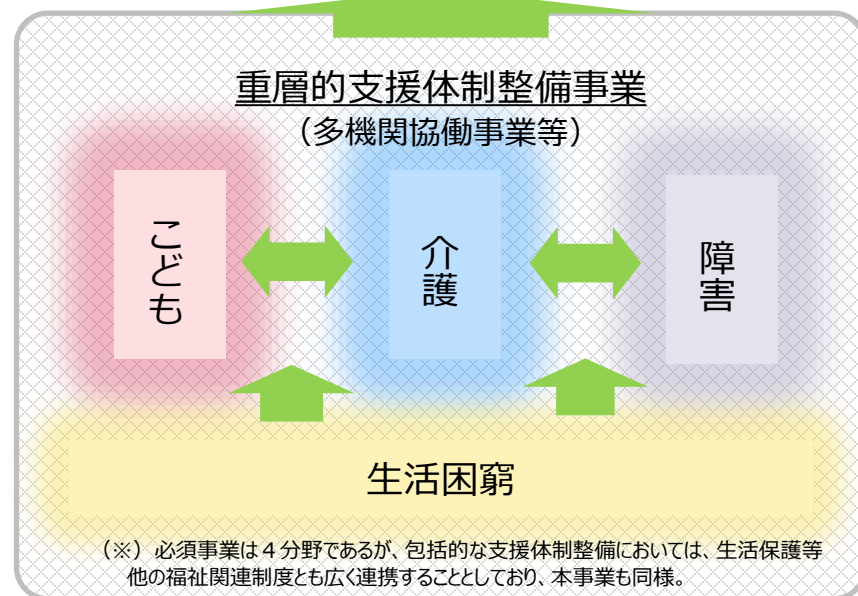 重層的支援体制整備事業
（多機関協働事業等）
こども
介護
障害
生活困窮
（※）必須事業は４分野であるが、包括的な支援体制整備においては、生活保護等
他の福祉関連制度とも広く連携することとしており、本事業も同様。